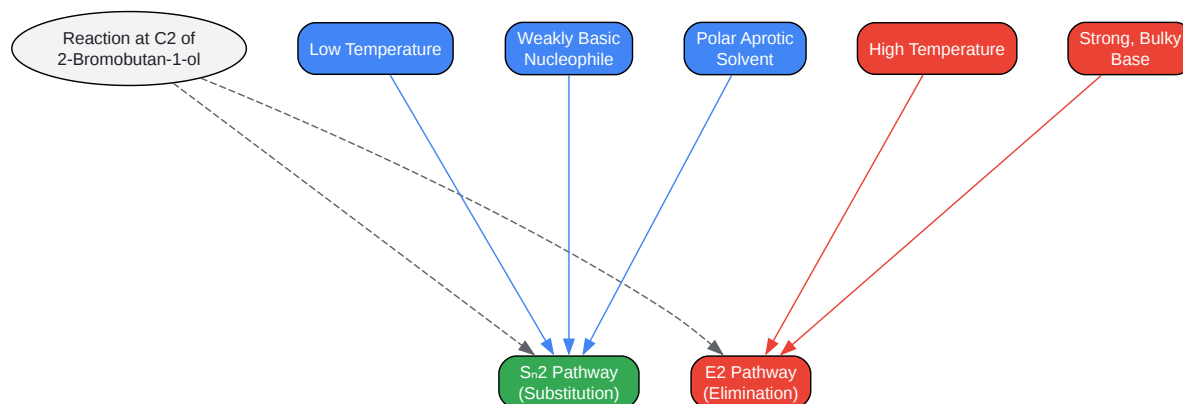 Reaction at C2 of
2-Bromobutan-1-ol
Low Temperature
Weakly Basic
Nucleophile
Polar Aprotic
Solvent
High Temperature
Strong, Bulky
Base
Sₙ2 Pathway
(Substitution)
E2 Pathway
(Elimination)